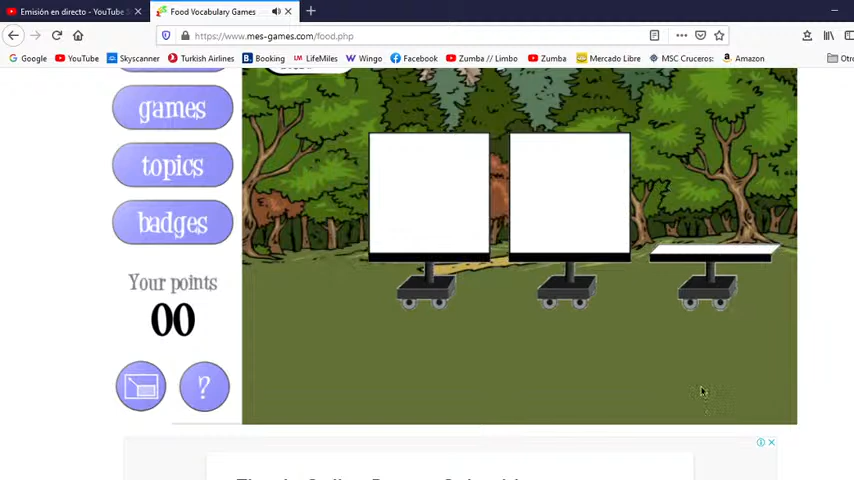 Emisión en directo - YouTube
Food Vocabulary Games
https://www.mes-games.com/food.php
Google YouTube Skyscanner Turkish Airlines Booking LifeMiles Wingo Facebook Zumba // Limbo Zumba Mercado Libre MSC Cruceros: Amazon Otro
games
topics
badges
Your points
00
?